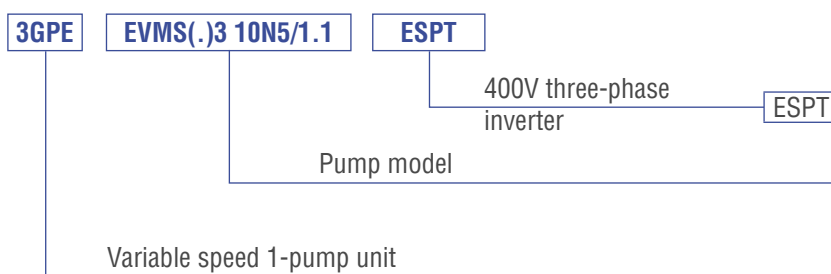 3GPE EVMS(.)3 10N5/1.1 ESPT
400V three-phase
inverter
ESPT
Pump model
Variable speed 1-pump unit